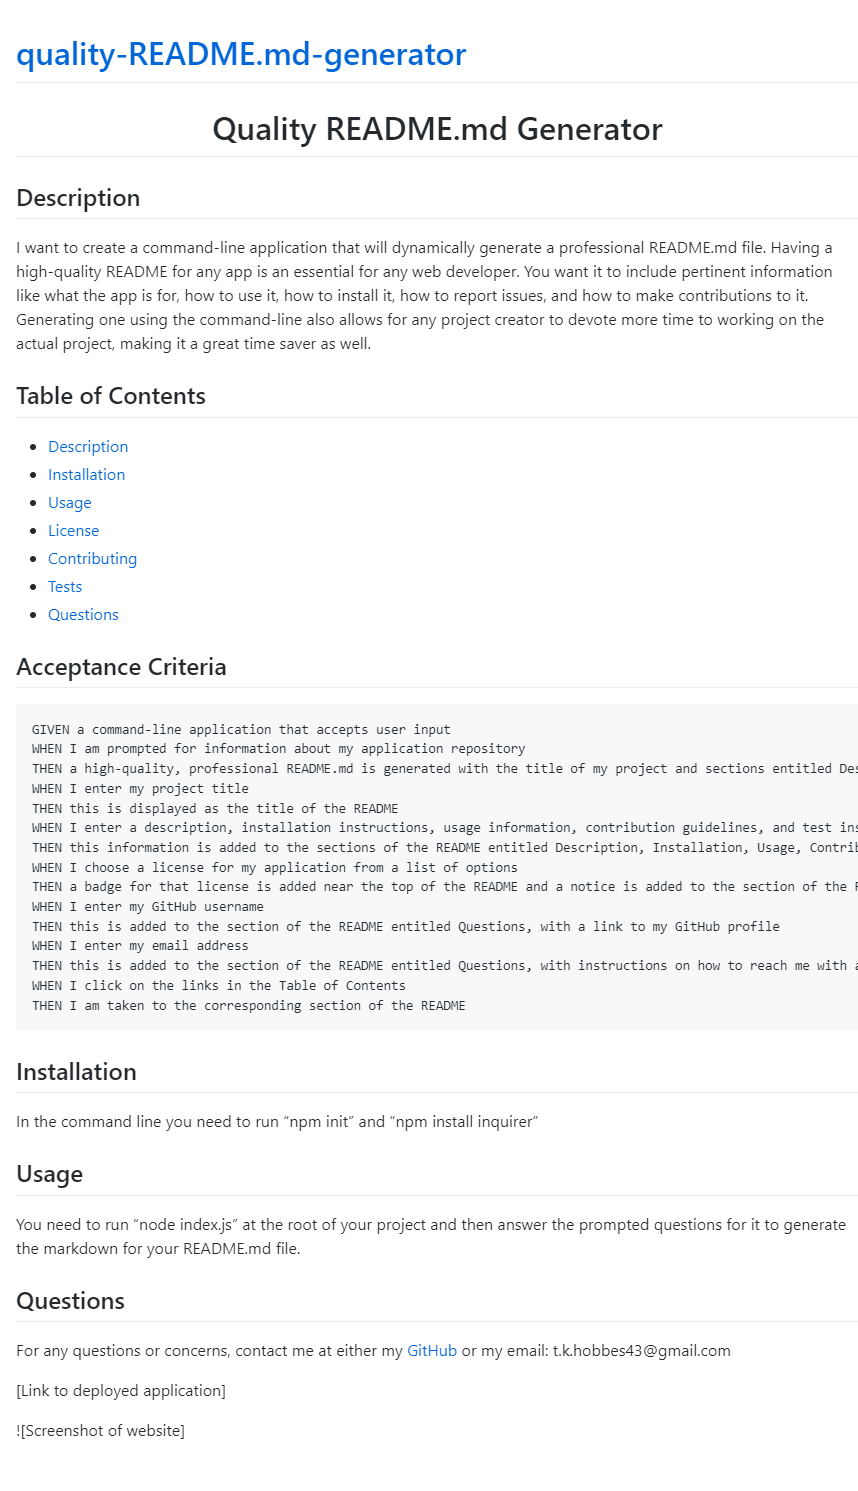 quality-README.md-generator
Quality README.md Generator
Description
I want to create a command-line application that will dynamically generate a professional README.md file. Having a
high-quality README for any app is an essential for any web developer. You want it to include pertinent information
like what the app is for, how to use it, how to install it, how to report issues, and how to make contributions to it.
Generating one using the command-line also allows for any project creator to devote more time to working on the
actual project, making it a great time saver as well.
Table of Contents
Description
Installation
Usage
License
Contributing
Tests
Questions
Acceptance Criteria
GIVEN a command-line application that accepts user input
WHEN I am prompted for information about my application repository
THEN a high-quality, professional README.md is generated with the title of my project and sections entitled
WHEN I enter my project title
THEN this is displayed as the title of the README
WHEN I enter a description, installation instructions, usage information, contribution guidelines, and test
THEN this information is added to the sections of the README entitled Description, Installation, Usage,
WHEN I choose a license for my application from a list of options
THEN a badge for that license is added near the top of the README and a notice is added to the section of the
WHEN I enter my GitHub username
THEN this is added to the section of the README entitled Questions, with a link to my GitHub profile
WHEN I enter my email address
THEN this is added to the section of the README entitled Questions, with instructions on how to reach me with
WHEN I click on the links in the Table of Contents
THEN I am taken to the corresponding section of the README
Installation
In the command line you need to run “npm init” and “npm install inquirer”
Usage
You need to run “node index.js” at the root of your project and then answer the prompted questions for it to generate
the markdown for your README.md file.
Questions
For any questions or concerns, contact me at either my GitHub or my email: t.k.hobbes43@gmail.com
[Link to deployed application]
![Screenshot of website]